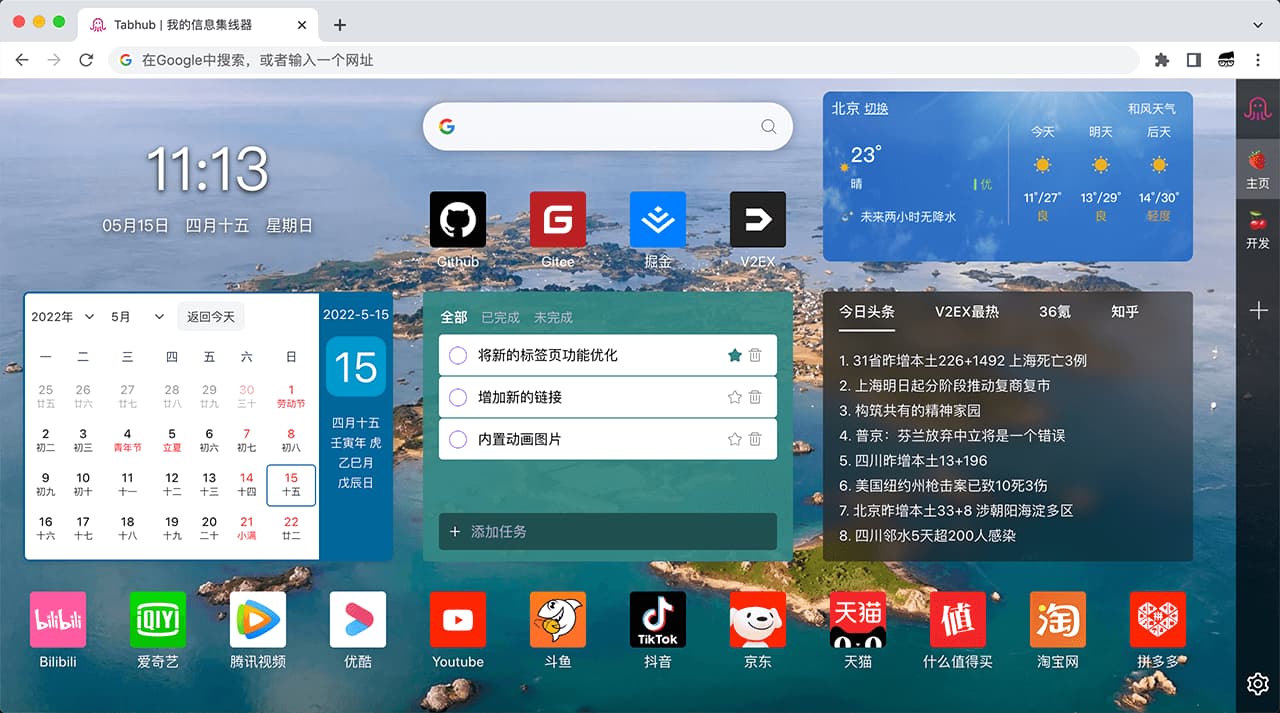 Tabhub | 我的信息集线器
在Google中搜索，或者输入一个网址
11:13
05月15日 四月十五 星期日
Github
Gitee
掘金
V2EX
北京 切换
和风天气
23°
晴
优
未来两小时无降水
今天 明天 后天
11°/27° 13°/29° 14°/30°
良 良 轻度
主页
开发
2022年 5月 返回今天
一 二 三 四 五 六 日
25 26 27 28 29 30 1
廿五 廿六 廿七 廿八 廿九 三十 劳动节
2 3 4 5 6 7 8
初二 初三 青年节 立夏 初六 初七 初八
9 10 11 12 13 14 15
初九 初十 十一 十二 十三 十四 十五
16 17 18 19 20 21 22
十六 十七 十八 十九 二十 小满 廿二
2022-5-15
15
四月十五
壬寅年 虎
乙巳月
戊辰日
全部 已完成 未完成
将新的标签页功能优化
增加新的链接
内置动画图片
+ 添加任务
今日头条 V2EX最热 36氪 知乎
1. 31省昨增本土226+1492 上海死亡3例
2. 上海明日起分阶段推动复商复市
3. 构筑共有的精神家园
4. 普京：芬兰放弃中立将是一个错误
5. 四川昨增本土13+196
6. 美国纽约州枪击案已致10死3伤
7. 北京昨增本土33+8 涉朝阳海淀多区
8. 四川邻水5天超200人感染
bilibili
iQIYI
TikTok
天猫
值
淘
拼
Bilibili
爱奇艺
腾讯视频
优酷
Youtube
斗鱼
抖音
京东
天猫
什么值得买
淘宝网
拼多多